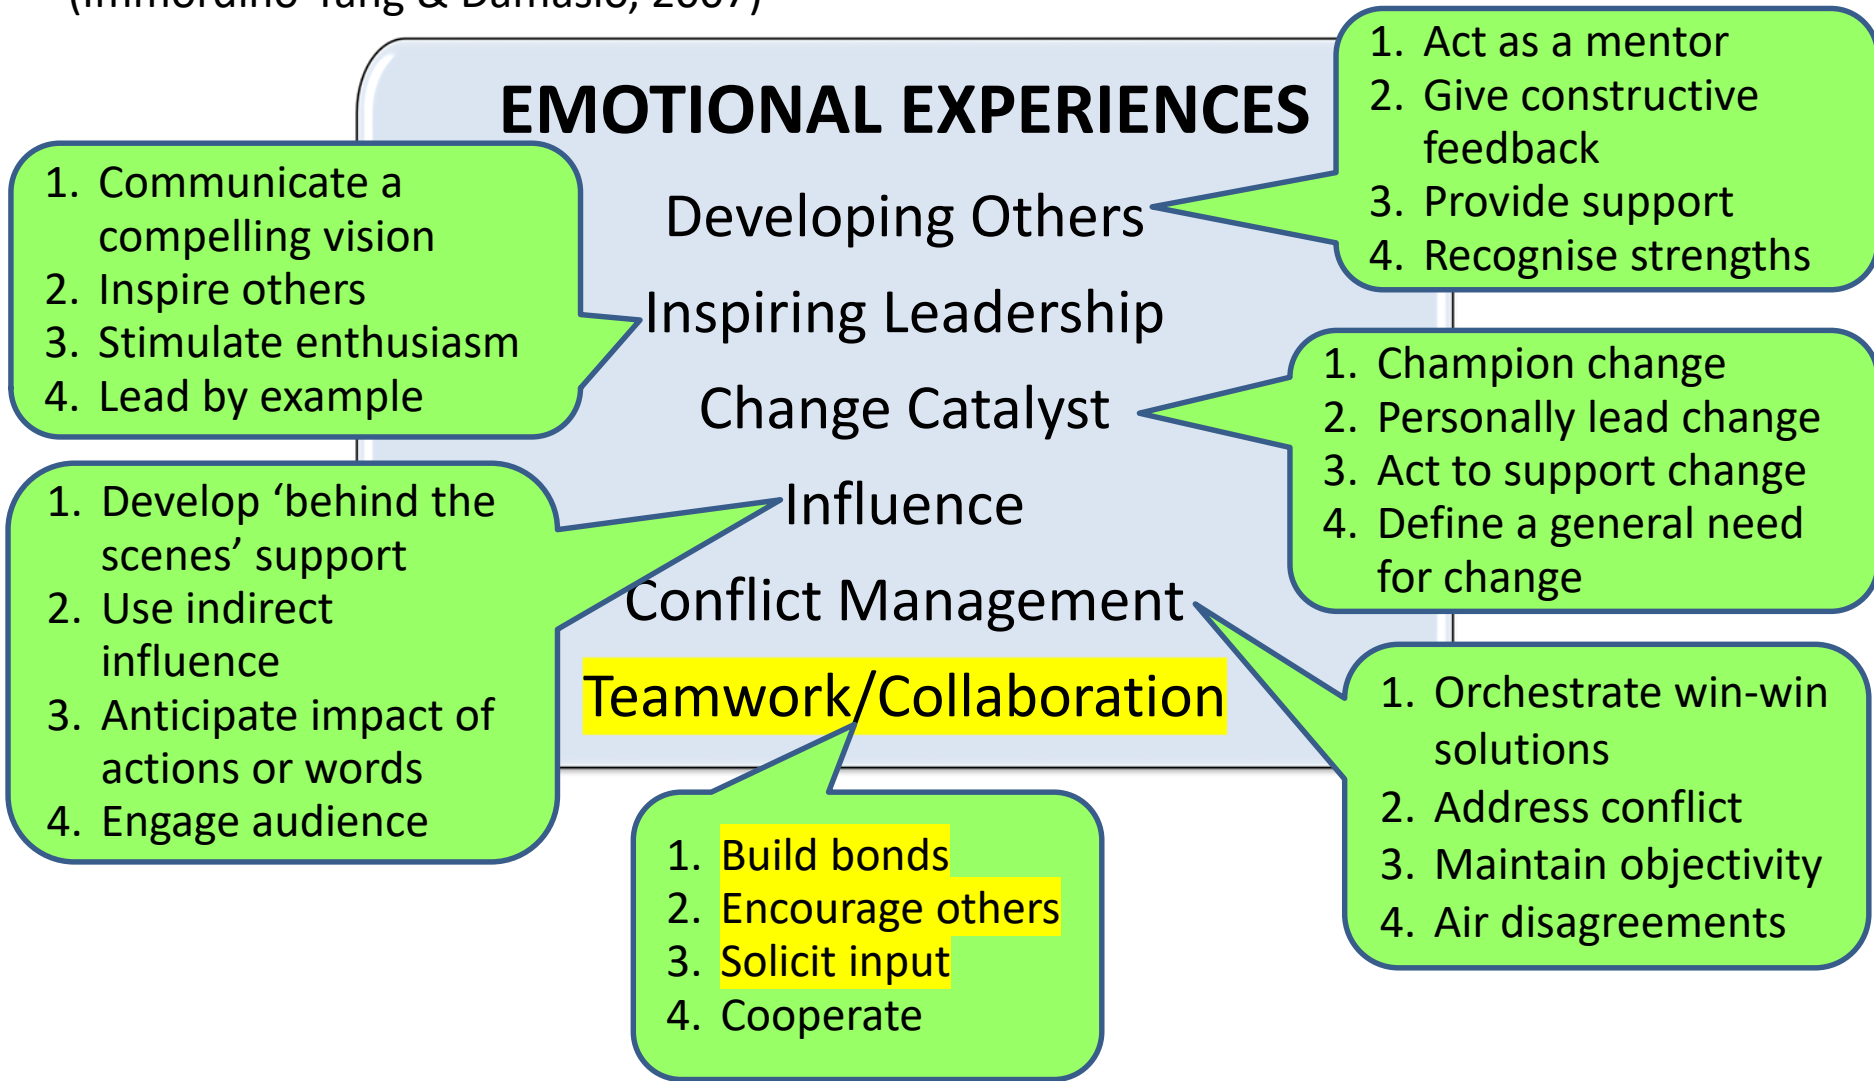 (Immordino-Yang & Damasio, 2007)
EMOTIONAL EXPERIENCES
Developing Others
Inspiring Leadership
Change Catalyst
Influence
Conflict Management
Teamwork/Collaboration
1. Act as a mentor
2. Give constructive
feedback
3. Provide support
4. Recognise strengths
1. Communicate a
compelling vision
2. Inspire others
3. Stimulate enthusiasm
4. Lead by example
1. Champion change
2. Personally lead change
3. Act to support change
4. Define a general need
for change
1. Develop ‘behind the
scenes’ support
2. Use indirect
influence
3. Anticipate impact of
actions or words
4. Engage audience
1. Orchestrate win-win
solutions
2. Address conflict
3. Maintain objectivity
4. Air disagreements
1. Build bonds
2. Encourage others
3. Solicit input
4. Cooperate